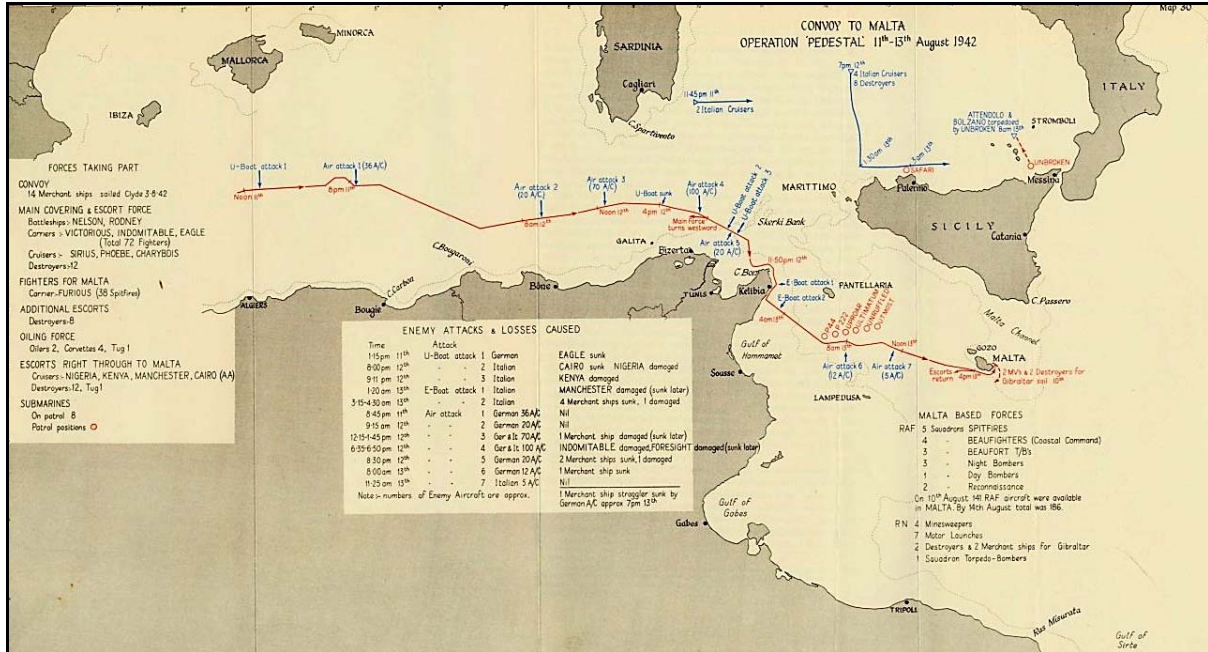 Map 30
CONVOY TO MALTA
OPERATION 'PEDESTAL' 11th-13th August 1942
MINORCA
MALLORCA
IBIZA
SARDINIA
Cagliari
C. Spartivento
11·45pm 11th
2 Italian Cruisers
7pm 12th
4 Italian Cruisers
8 Destroyers
1·30am 13th
ITALY
ATTENDOLO &
BOLZANO torpedoed
by UNBROKEN 8am 13th
STROMBOLI
UNBROKEN
SAFARI
Palermo
Messina
SICILY
Catania
C. Passero
MARITTIMO
FORCES TAKING PART
CONVOY
14 Merchant ships sailed Clyde 3·8·42
MAIN COVERING & ESCORT FORCE
Battleships:- NELSON, RODNEY
Carriers :- VICTORIOUS, INDOMITABLE, EAGLE
(Total 72 Fighters)
Cruisers :- SIRIUS, PHOEBE, CHARYBDIS
Destroyers:-12
FIGHTERS FOR MALTA
Carrier-FURIOUS (38 Spitfires)
ADDITIONAL ESCORTS
Destroyers-8
OILING FORCE
Oilers 2, Corvettes 4, Tug 1
ESCORTS RIGHT THROUGH TO MALTA
Cruisers:- NIGERIA, KENYA, MANCHESTER, CAIRO (AA)
Destroyers:-12, Tug 1
SUBMARINES
On patrol 8
Patrol positions
U-Boat attack 1
Noon 11th
Air attack 1 (36 A/C)
8pm 11th
Air attack 2
(20 A/C)
8am 12th
Air attack 3
(70 A/C)
Noon 12th
U-Boat sunk
4pm 12th
Air attack 4
(100 A/C)
Main Force
turns westward
U-Boat attack 2
U-Boat attack 3
Skerki Bank
Air attack 5
(20 A/C)
GALITA
Bizerta
C. Bougaroni
C. Carbon
ALGIERS
Bougie
Bône
TUNIS
C. Bon
Kelibia
11·50pm 12th
E-Boat attack 1
E-Boat attack 2
4am 13th
PANTELLARIA
P.44
P.222
UPROAR
ULTIMATUM
UNRUFFLED
UTMOST
8am 13th
Noon 13th
Air attack 6
(12 A/C)
Air attack 7
(5 A/C)
Malta Channel
GOZO
MALTA
Escorts
return
4pm 13th
2 MV's & 2 Destroyers for
Gibraltar sail 10th
Gulf of
Hammamet
Sousse
LAMPEDUSA
ENEMY ATTACKS & LOSSES CAUSED
Time Attack
1·15pm 11th U-Boat attack 1 German EAGLE sunk
8·00pm 12th - - 2 Italian CAIRO sunk NIGERIA damaged
9·11pm 12th - - 3 Italian KENYA damaged
1·20am 13th E-Boat attack 1 Italian MANCHESTER damaged (sunk later)
3·15-4·30am 13th - - 2 Italian 4 Merchant ships sunk, 1 damaged
8·45pm 11th Air attack 1 German 36 A/C Nil
9·15am 12th - - 2 German 20 A/C Nil
12·15-1·45pm 12th - - 3 Ger & It 70 A/C 1 Merchant ship damaged (sunk later)
6·35-6·50pm 12th - - 4 Ger & It 100 A/C INDOMITABLE damaged, FORESIGHT damaged (sunk later)
8·30pm 12th - - 5 German 20 A/C 2 Merchant ships sunk, 1 damaged
8·00am 13th - - 6 German 12 A/C 1 Merchant ship sunk
11·25am 13th - - 7 Italian 5 A/C Nil
Note:- numbers of Enemy Aircraft are approx.
1 Merchant ship straggler sunk by
German A/C approx 7pm 13th
MALTA BASED FORCES
RAF 5 Squadrons SPITFIRES
4 - BEAUFIGHTERS (Coastal Command)
3 - BEAUFORT T/B's
3 - Night Bombers
1 - Day Bombers
2 - Reconnaissance
On 10th August 141 RAF aircraft were available
in MALTA. By 14th August total was 186.
RN 4 Minesweepers
7 Motor Launches
2 Destroyers & 2 Merchant ships for Gibraltar
1 Squadron Torpedo-Bombers
Gulf of
Gabes
Gabes
TRIPOLI
Ras Misurata
Gulf of
Sirte